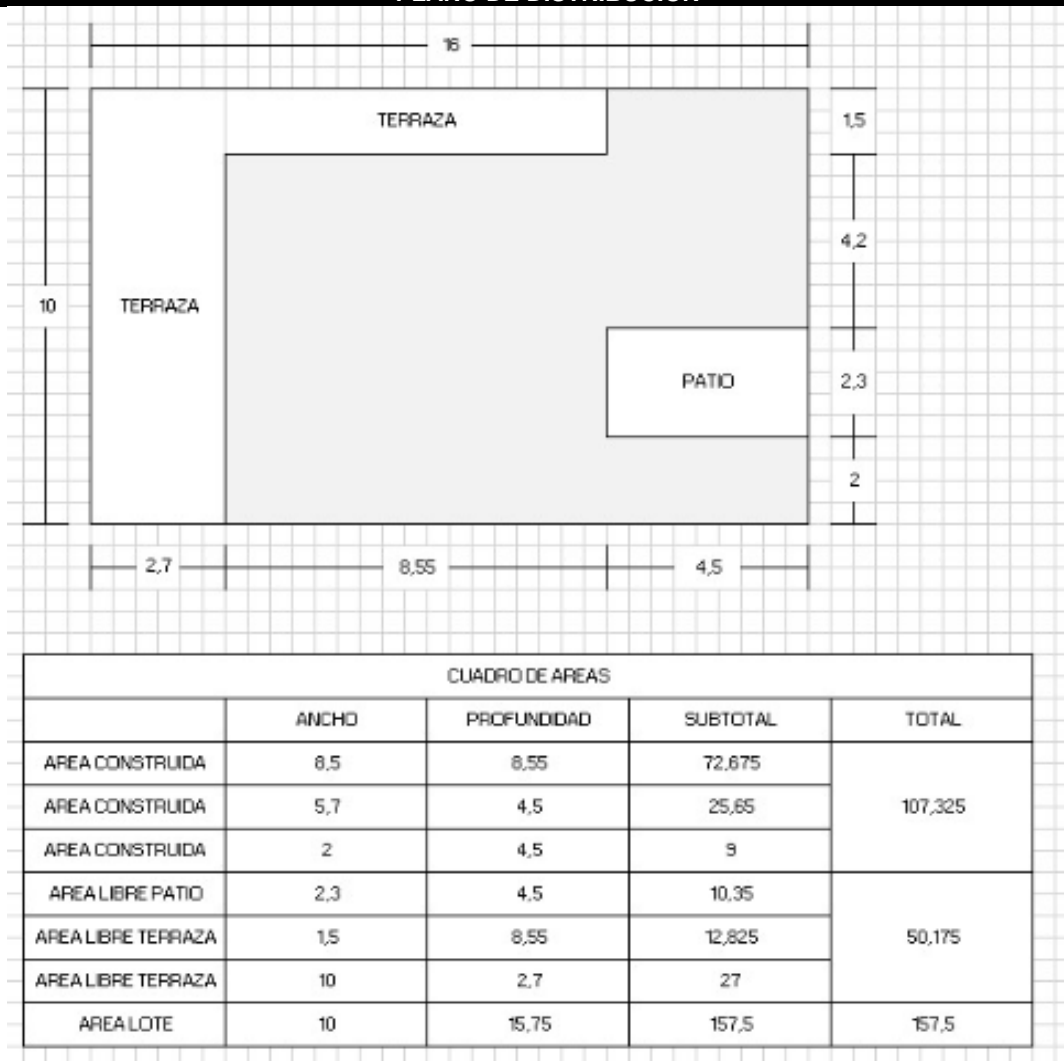 16
TERRAZA
1,5
4,2
10
TERRAZA
PATIO
2,3
2
2,7
8,55
4,5
CUADRO DE AREAS
ANCHO PROFUNDIDAD SUBTOTAL TOTAL
AREA CONSTRUIDA 8,5 8,55 72,675
AREA CONSTRUIDA 5,7 4,5 25,65 107,325
AREA CONSTRUIDA 2 4,5 9
AREA LIBRE PATIO 2,3 4,5 10,35
AREA LIBRE TERRAZA 1,5 8,55 12,825 50,175
AREA LIBRE TERRAZA 10 2,7 27
AREA LOTE 10 15,75 157,5 157,5